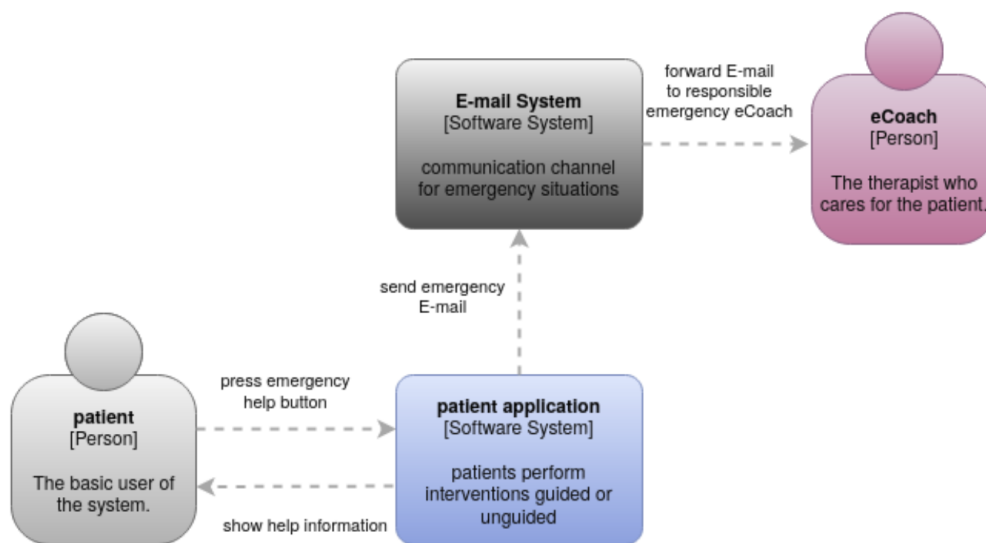 E-mail System
[Software System]
communication channel
for emergency situations
forward E-mail
to responsible
emergency eCoach
eCoach
[Person]
The therapist who
cares for the patient.
send emergency
E-mail
patient
[Person]
The basic user of
the system.
press emergency
help button
show help information
patient application
[Software System]
patients perform
interventions guided or
unguided